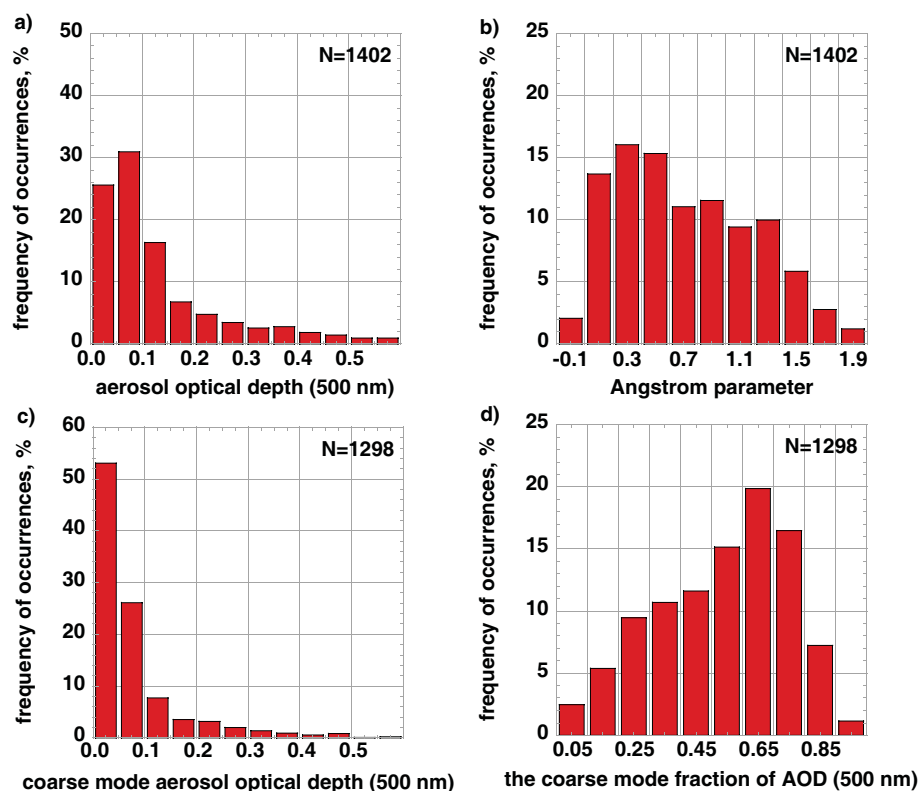 a)
N=1402
frequency of occurrences, %
50
40
30
20
10
0
0.0 0.1 0.2 0.3 0.4 0.5
aerosol optical depth (500 nm)
b)
N=1402
frequency of occurrences, %
25
20
15
10
5
0
-0.1 0.3 0.7 1.1 1.5 1.9
Angstrom parameter
c)
N=1298
frequency of occurrences, %
60
50
40
30
20
10
0
0.0 0.1 0.2 0.3 0.4 0.5
coarse mode aerosol optical depth (500 nm)
d)
N=1298
frequency of occurrences, %
25
20
15
10
5
0
0.05 0.25 0.45 0.65 0.85
the coarse mode fraction of AOD (500 nm)